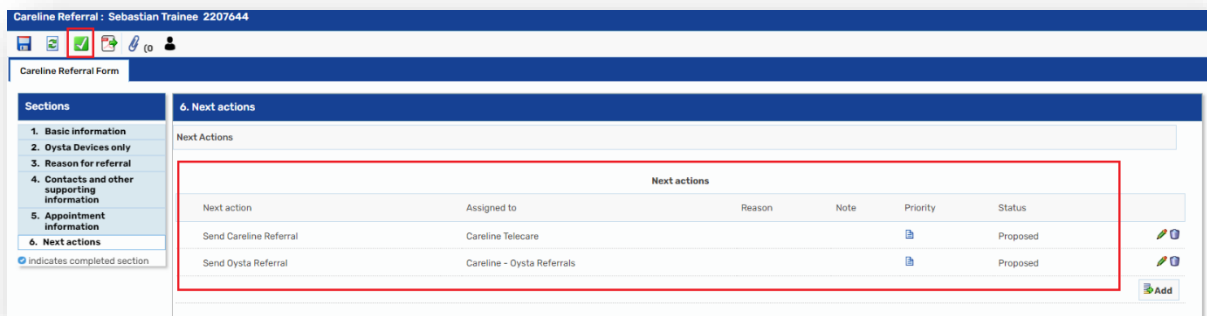 Careline Referral : Sebastian Trainee 2207644
(0
Careline Referral Form
Sections
1. Basic information
2. Oysta Devices only
3. Reason for referral
4. Contacts and other
supporting
information
5. Appointment
information
6. Next actions
indicates completed section
6. Next actions
Next Actions
Next actions
Next action Assigned to Reason Note Priority Status
Send Careline Referral Careline Telecare Proposed
Send Oysta Referral Careline - Oysta Referrals Proposed
Add